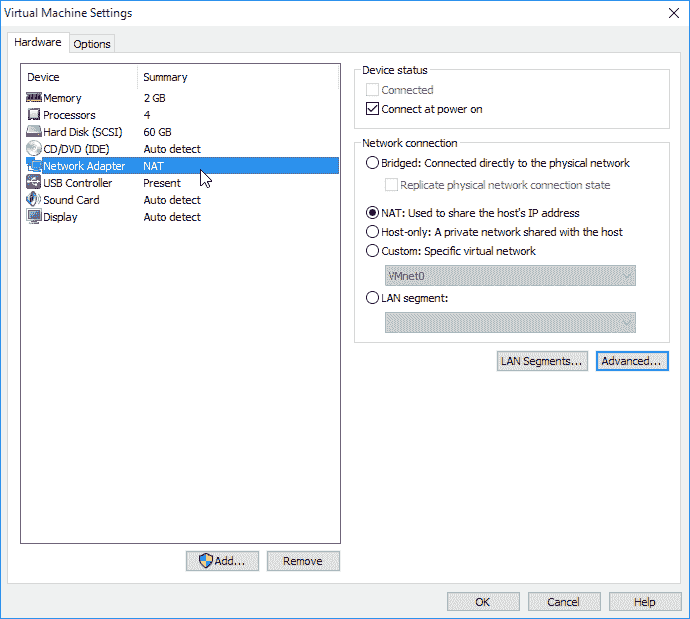 Virtual Machine Settings
Hardware Options
Device Summary
Memory 2 GB
Processors 4
Hard Disk (SCSI) 60 GB
CD/DVD (IDE) Auto detect
Network Adapter NAT
USB Controller Present
Sound Card Auto detect
Display Auto detect
Add... Remove
Device status
Connected
Connect at power on
Network connection
Bridged: Connected directly to the physical network
Replicate physical network connection state
NAT: Used to share the host's IP address
Host-only: A private network shared with the host
Custom: Specific virtual network
VMnet0
LAN segment:
LAN Segments... Advanced...
OK Cancel Help